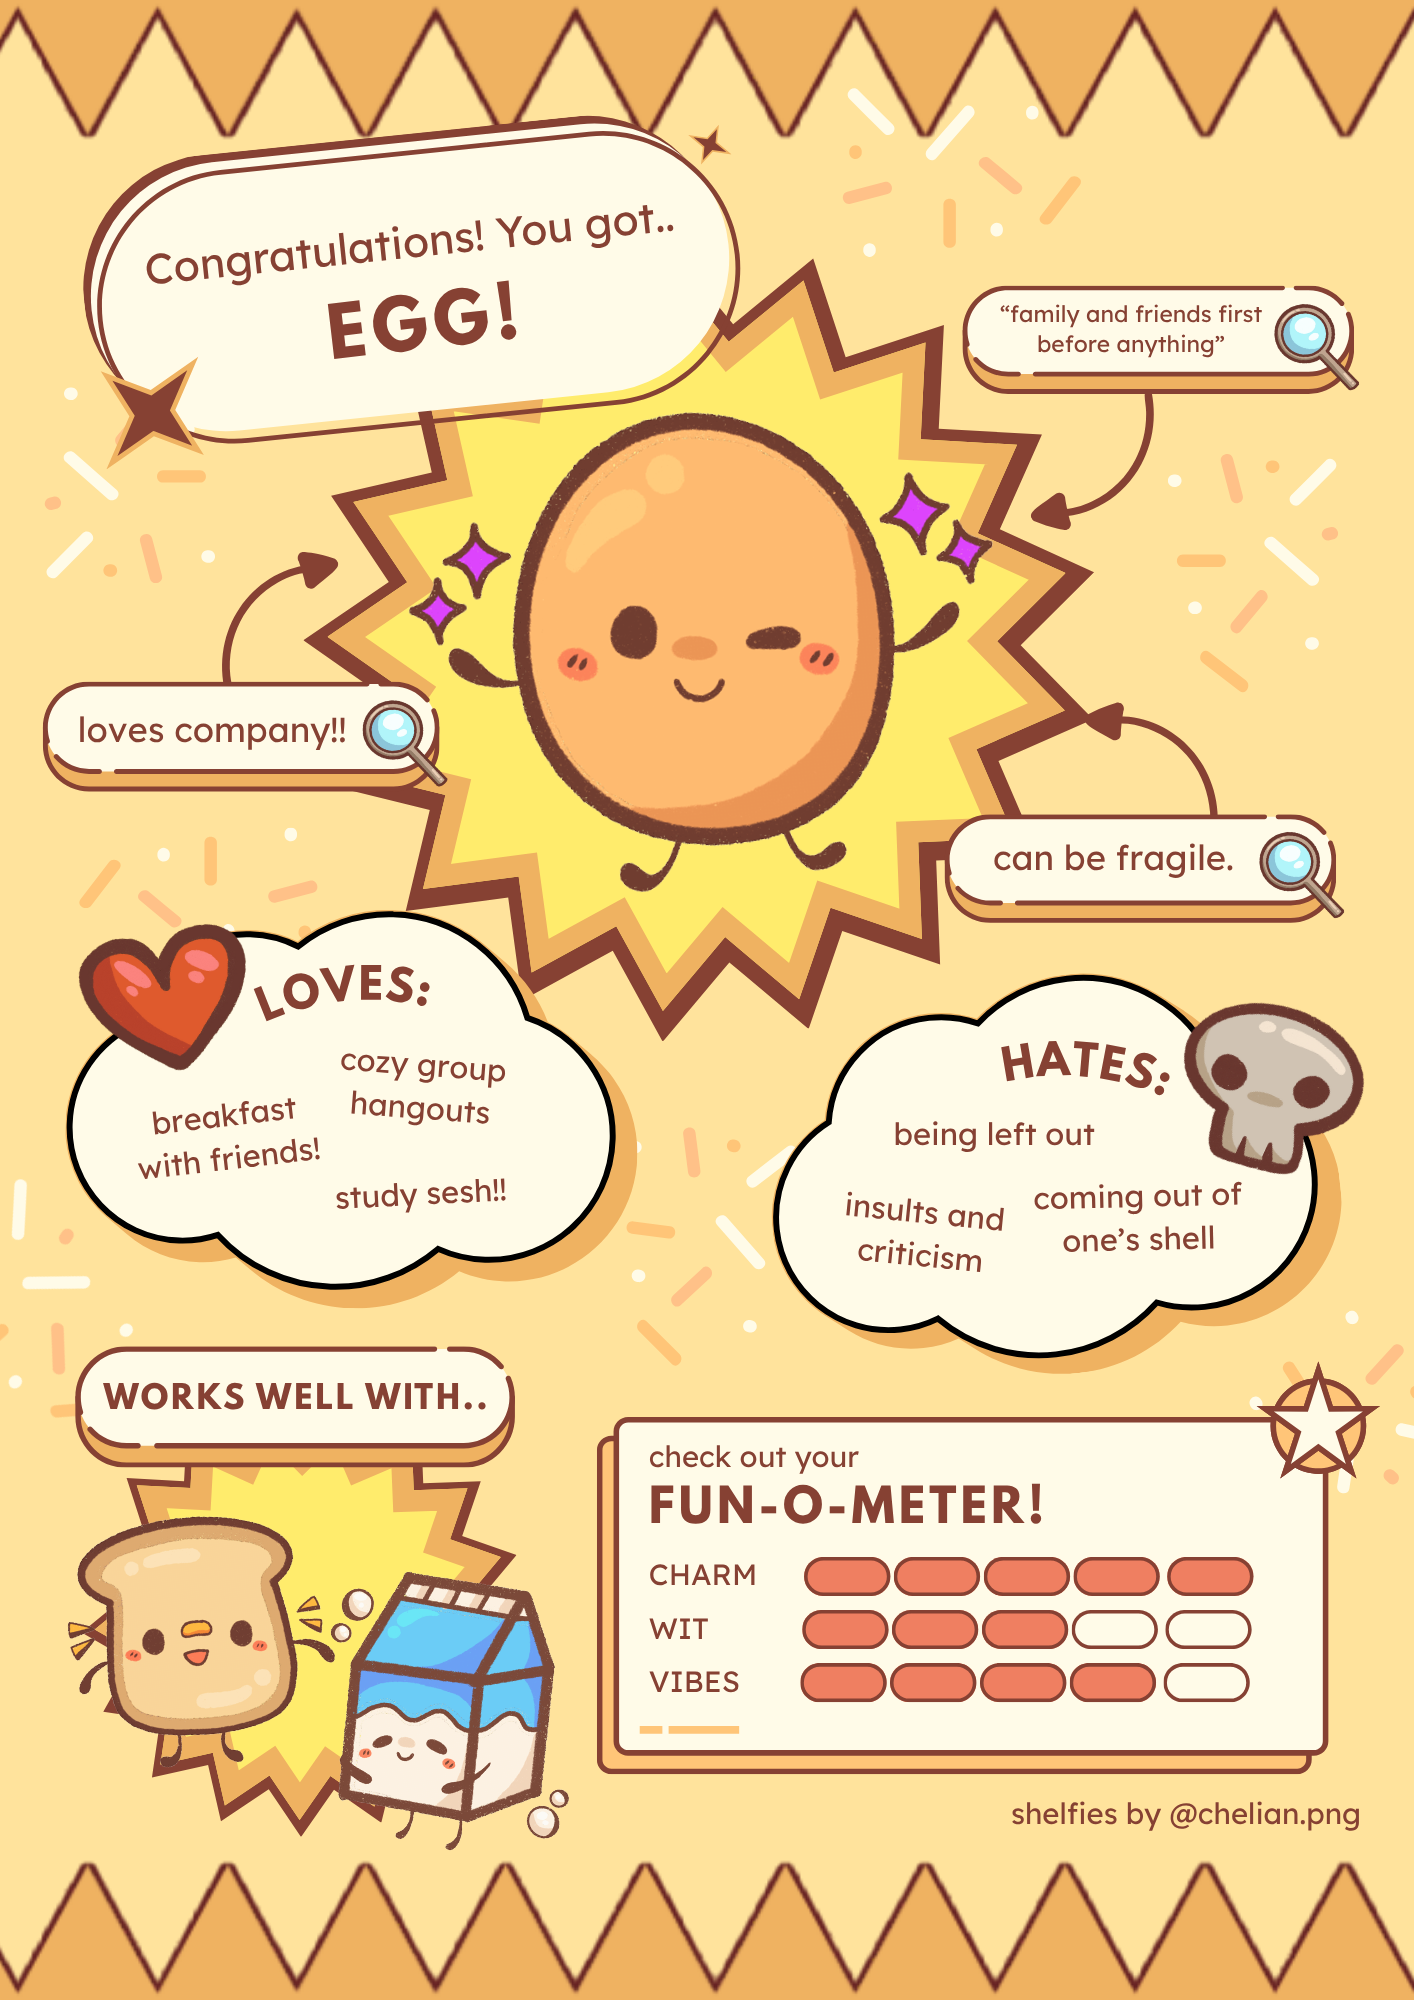 Congratulations! You got..
EGG!
“family and friends first
before anything”
loves company!!
can be fragile.
LOVES:
cozy group
hangouts
breakfast
with friends!
study sesh!!
HATES:
being left out
insults and
criticism
coming out of
one’s shell
WORKS WELL WITH..
check out your
FUN-O-METER!
CHARM
WIT
VIBES
shelfies by @chelian.png